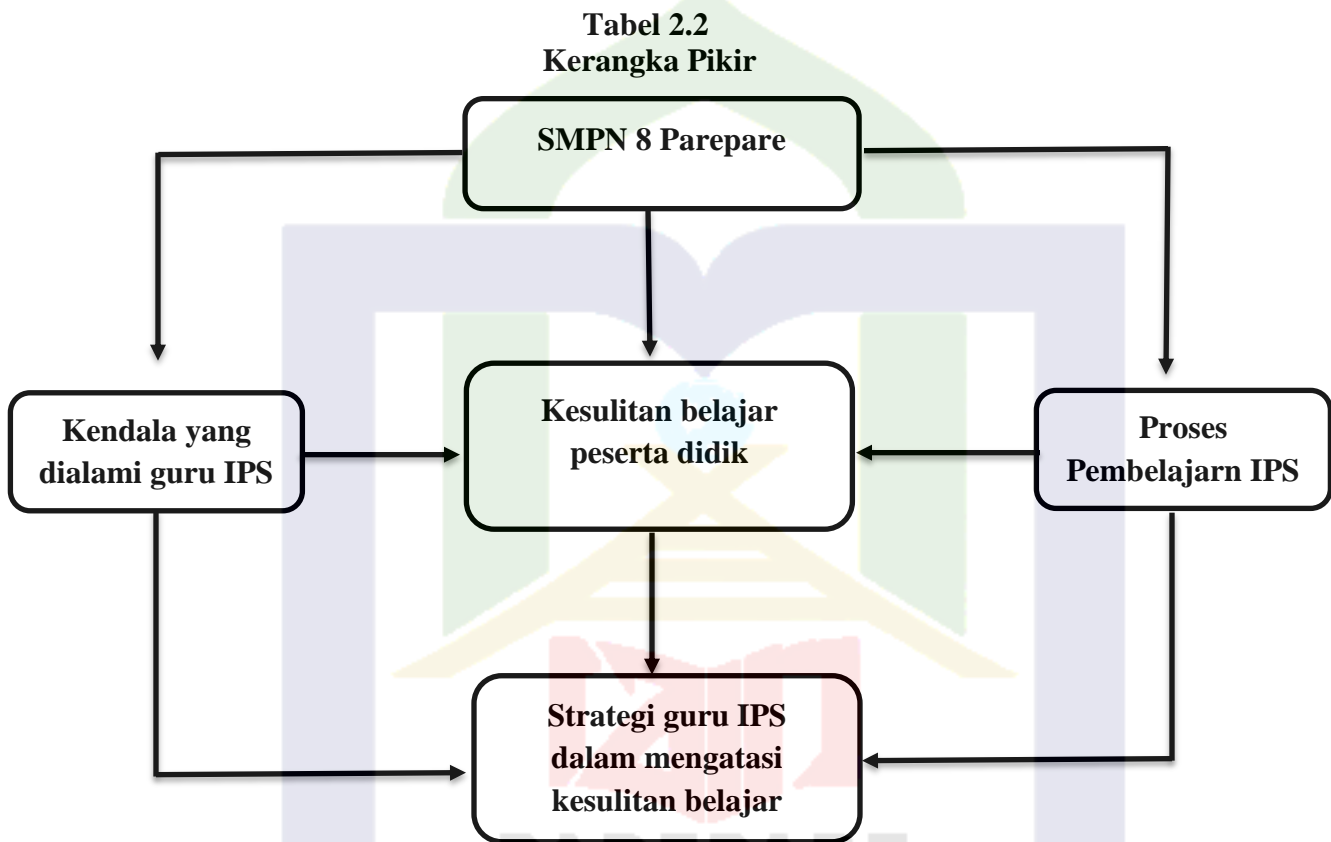 Tabel 2.2
Kerangka Pikir
SMPN 8 Parepare
Kendala yang
dialami guru IPS
Kesulitan belajar
peserta didik
Proses
Pembelajarn IPS
Strategi guru IPS
dalam mengatasi
kesulitan belajar